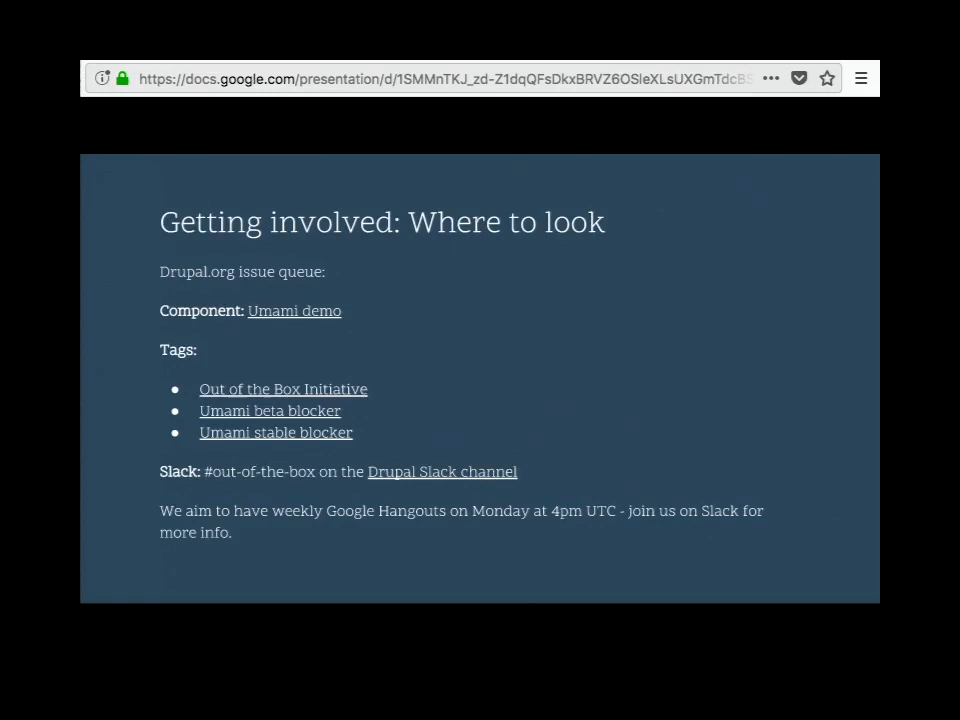 https://docs.google.com/presentation/d/1SMMnTKJ_zd-Z1dqQFsDkxBRVZ6OSleXLsUXGmTdcBS
Getting involved: Where to look
Drupal.org issue queue:
Component: Umami demo
Tags:
● Out of the Box Initiative
● Umami beta blocker
● Umami stable blocker
Slack: #out-of-the-box on the Drupal Slack channel
We aim to have weekly Google Hangouts on Monday at 4pm UTC - join us on Slack for
more info.